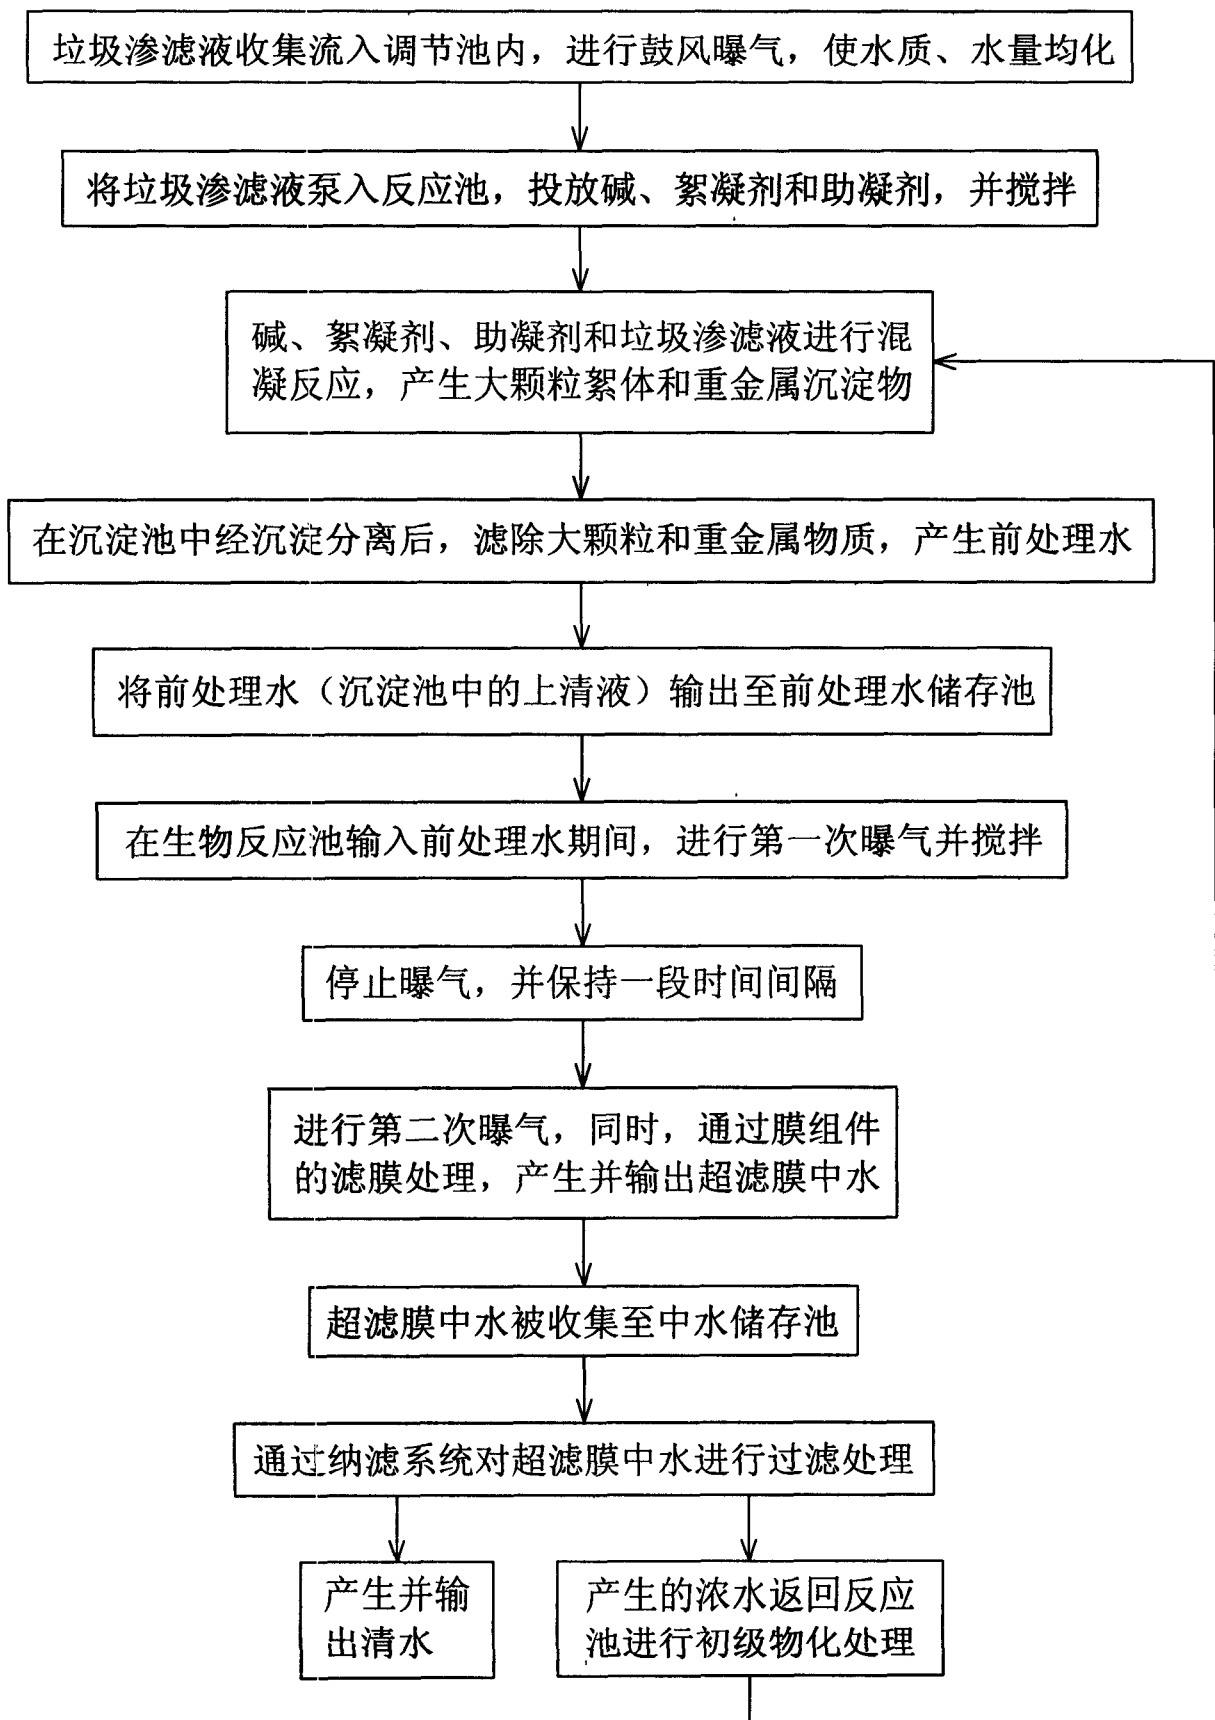 垃圾渗滤液收集流入调节池内，进行鼓风曝气，使水质、水量均化
将垃圾渗滤液泵入反应池，投放碱、絮凝剂和助凝剂，并搅拌
碱、絮凝剂、助凝剂和垃圾渗滤液进行混
凝反应，产生大颗粒絮体和重金属沉淀物
在沉淀池中经沉淀分离后，滤除大颗粒和重金属物质，产生前处理水
将前处理水（沉淀池中的上清液）输出至前处理水储存池
在生物反应池输入前处理水期间，进行第一次曝气并搅拌
停止曝气，并保持一段时间间隔
进行第二次曝气，同时，通过膜组件
的滤膜处理，产生并输出超滤膜中水
超滤膜中水被收集至中水储存池
通过纳滤系统对超滤膜中水进行过滤处理
产生并输
出清水
产生的浓水返回反应
池进行初级物化处理